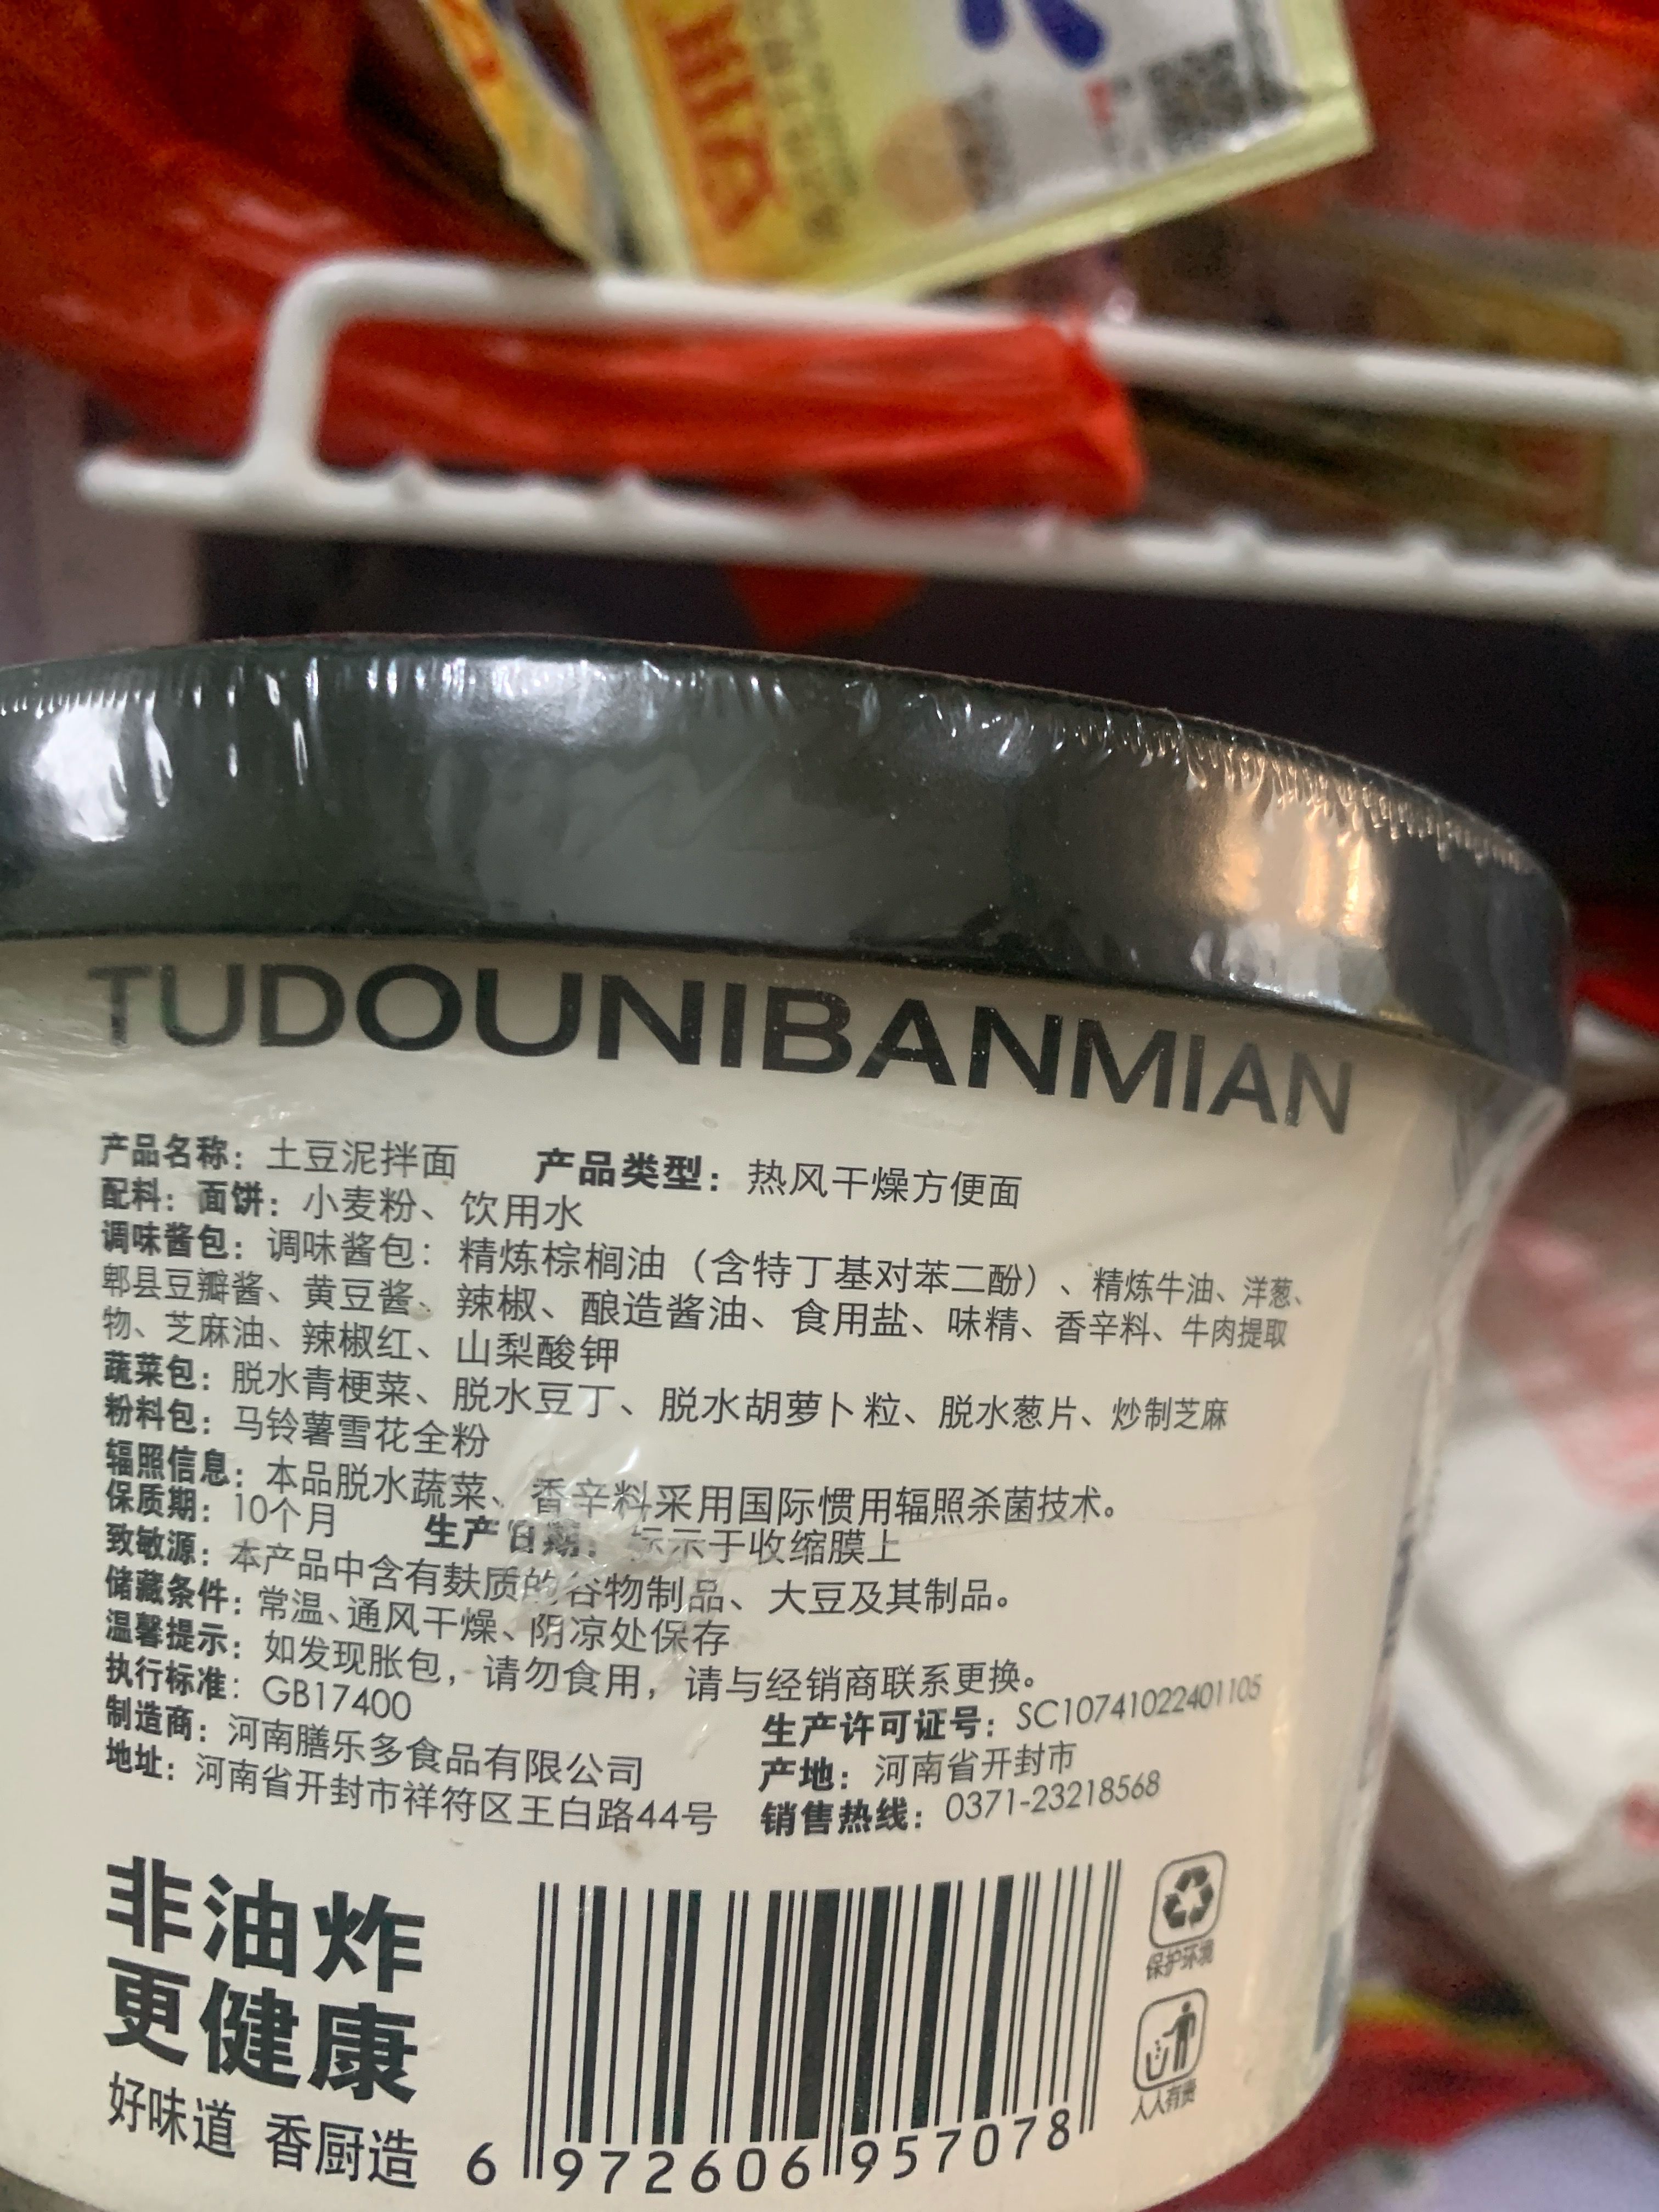 TUDOUNIBANMIAN
产品名称：土豆泥拌面 产品类型：热风干燥方便面
配料：面饼：小麦粉、饮用水
调味酱包：调味酱包：精炼棕榈油（含特丁基对苯二酚）、精炼牛油、洋葱、
郫县豆瓣酱、黄豆酱、辣椒、酿造酱油、食用盐、味精、香辛料、牛肉提取
物、芝麻油、辣椒红、山梨酸钾
蔬菜包：脱水青梗菜、脱水豆丁、脱水胡萝卜粒、脱水葱片、炒制芝麻
粉料包：马铃薯雪花全粉
辐照信息：本品脱水蔬菜、香辛料采用国际惯用辐照杀菌技术。
保质期：10个月 生产日期：标示于收缩膜上
致敏源：本产品中含有麸质的谷物制品、大豆及其制品。
储藏条件：常温、通风干燥、阴凉处保存
温馨提示：如发现胀包，请勿食用，请与经销商联系更换。
执行标准：GB17400 生产许可证号：SC10741022401105
制造商：河南膳乐多食品有限公司 产地：河南省开封市
地址：河南省开封市祥符区王白路44号 销售热线：0371-23218568
非油炸
更健康
好味道 香厨造
保护环境
人人有责
6 972606 957078